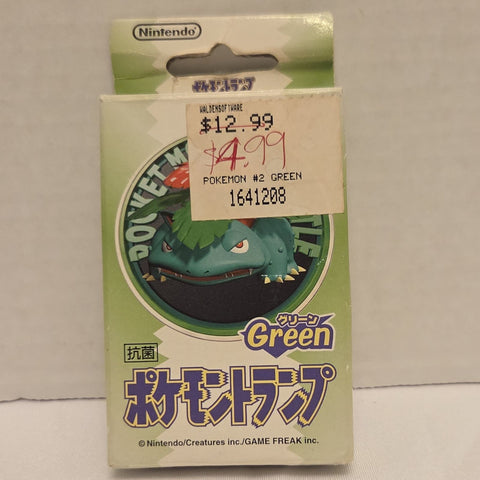 Nintendo
ポケモントランプ
WALDENSOFTWARE
$12.99
$4.99
POKEMON #2 GREEN
1641208
POCKET M
TLE
グリーン
Green
抗菌
ポケモントランプ
©Nintendo/Creatures inc./GAME FREAK inc.